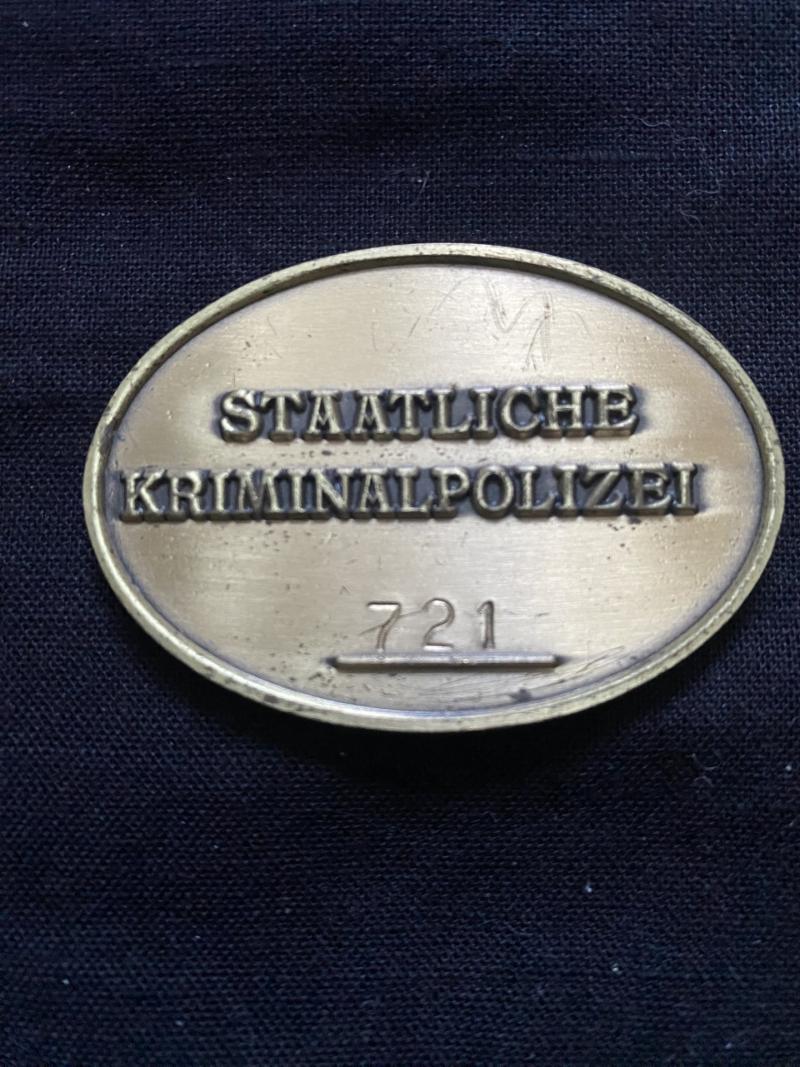 STAATLICHE
KRIMINALPOLIZEI
721